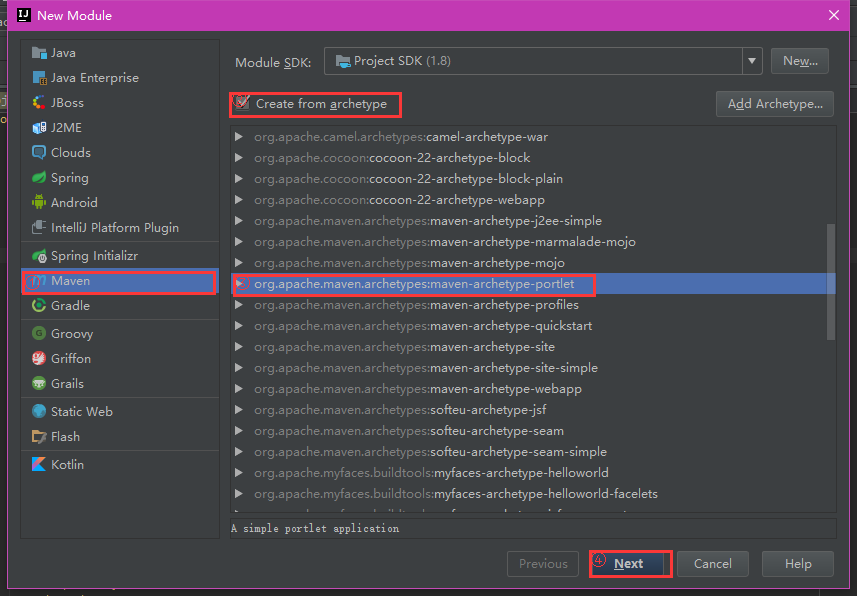 New Module
Java
Java Enterprise
JBoss
J2ME
Clouds
Spring
Android
IntelliJ Platform Plugin
Spring Initializr
Maven
Gradle
Groovy
Griffon
Grails
Static Web
Flash
Kotlin
Module SDK: Project SDK (1.8) New...
Create from archetype Add Archetype...
org.apache.camel.archetypes:camel-archetype-war
org.apache.cocoon:cocoon-22-archetype-block
org.apache.cocoon:cocoon-22-archetype-block-plain
org.apache.cocoon:cocoon-22-archetype-webapp
org.apache.maven.archetypes:maven-archetype-j2ee-simple
org.apache.maven.archetypes:maven-archetype-marmalade-mojo
org.apache.maven.archetypes:maven-archetype-mojo
org.apache.maven.archetypes:maven-archetype-portlet
org.apache.maven.archetypes:maven-archetype-profiles
org.apache.maven.archetypes:maven-archetype-quickstart
org.apache.maven.archetypes:maven-archetype-site
org.apache.maven.archetypes:maven-archetype-site-simple
org.apache.maven.archetypes:maven-archetype-webapp
org.apache.maven.archetypes:softeu-archetype-jsf
org.apache.maven.archetypes:softeu-archetype-seam
org.apache.maven.archetypes:softeu-archetype-seam-simple
org.apache.myfaces.buildtools:myfaces-archetype-helloworld
org.apache.myfaces.buildtools:myfaces-archetype-helloworld-facelets
A simple portlet application
Previous ④ Next Cancel Help